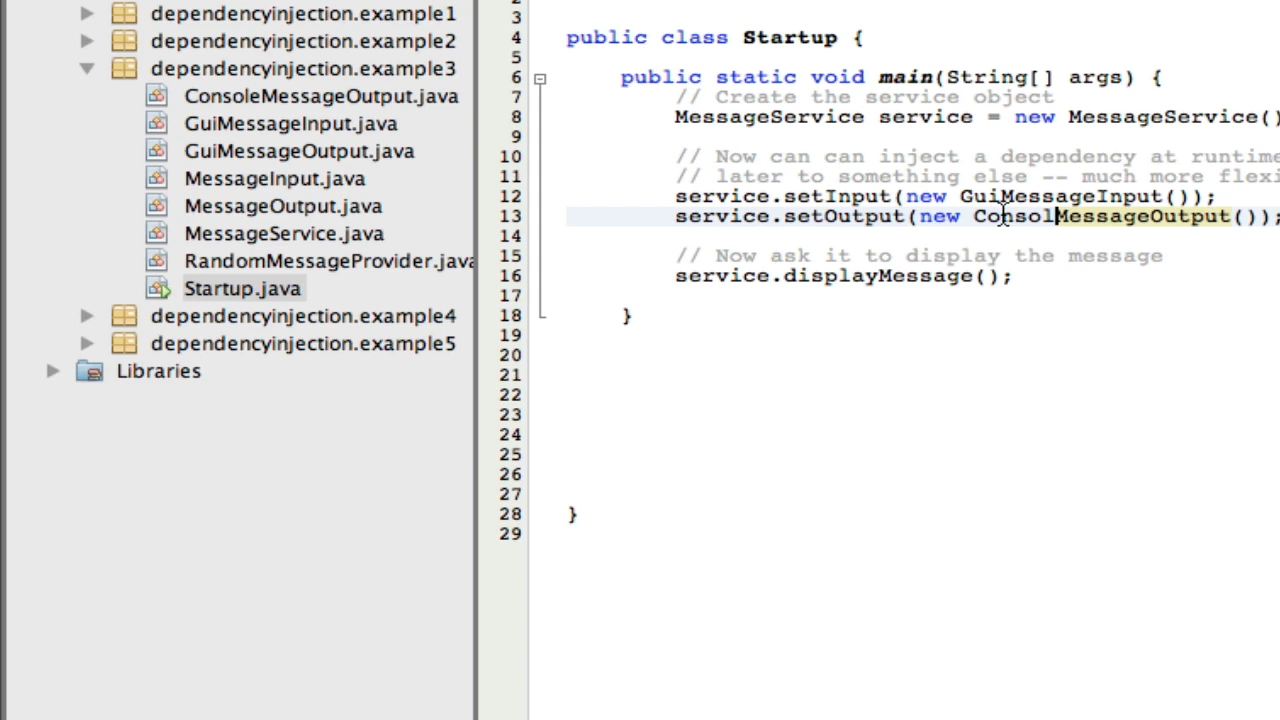 dependencyinjection.example1
dependencyinjection.example2
dependencyinjection.example3
ConsoleMessageOutput.java
GuiMessageInput.java
GuiMessageOutput.java
MessageInput.java
MessageOutput.java
MessageService.java
RandomMessageProvider.java
Startup.java
dependencyinjection.example4
dependencyinjection.example5
Libraries
3
4 public class Startup {
5
6 public static void main(String[] args) {
7 // Create the service object
8 MessageService service = new MessageService()
9
10 // Now can can inject a dependency at runtime
11 // later to something else -- much more flexi
12 service.setInput(new GuiMessageInput());
13 service.setOutput(new ConsolMessageOutput());
14
15 // Now ask it to display the message
16 service.displayMessage();
17
18 }
19
20
21
22
23
24
25
26
27
28 }
29